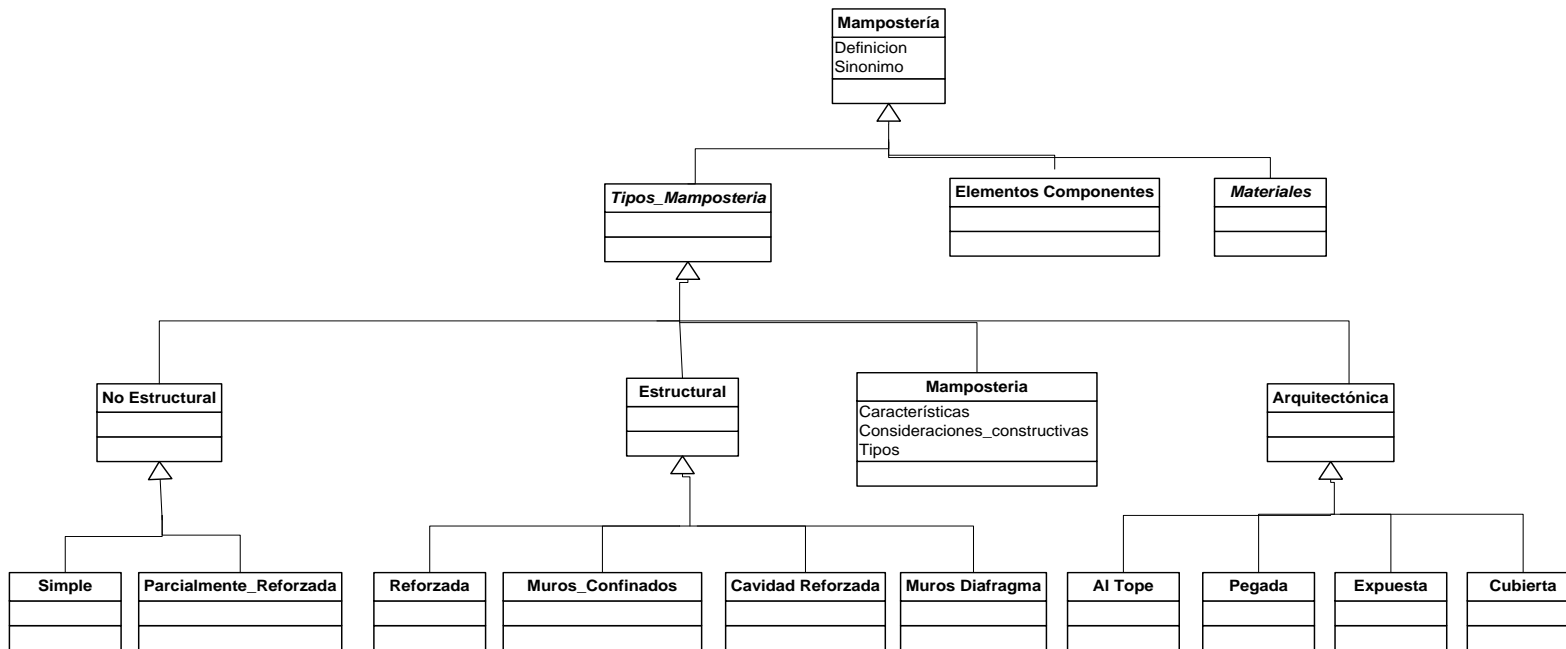 Mampostería
Definicion
Sinonimo
Tipos_Mamposteria
Elementos Componentes
Materiales
No Estructural
Estructural
Mamposteria
Características
Consideraciones_constructivas
Tipos
Arquitectónica
Simple
Parcialmente_Reforzada
Reforzada
Muros_Confinados
Cavidad Reforzada
Muros Diafragma
Al Tope
Pegada
Expuesta
Cubierta